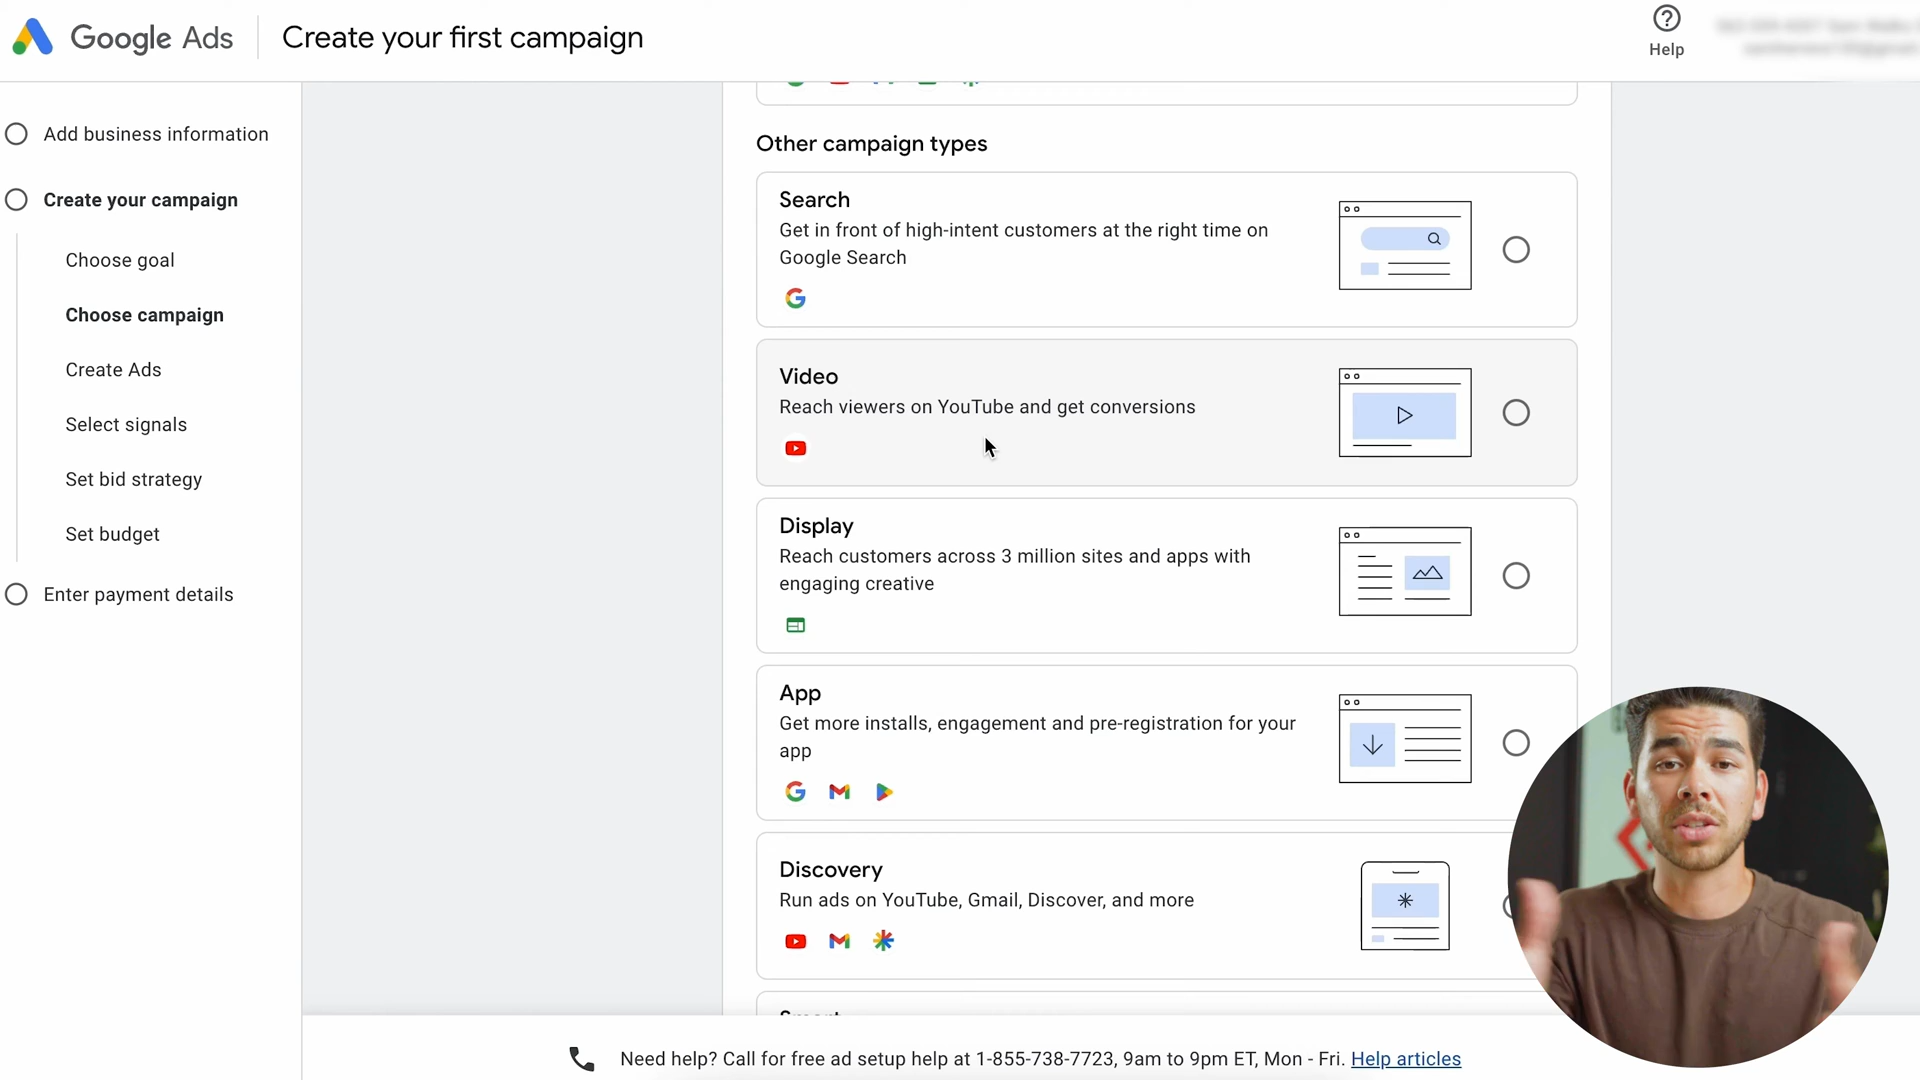 Google Ads
Create your first campaign
Help
Add business information
Create your campaign
Choose goal
Choose campaign
Create Ads
Select signals
Set bid strategy
Set budget
Enter payment details
Other campaign types
Search
Get in front of high-intent customers at the right time on
Google Search
Video
Reach viewers on YouTube and get conversions
Display
Reach customers across 3 million sites and apps with
engaging creative
App
Get more installs, engagement and pre-registration for your
app
Discovery
Run ads on YouTube, Gmail, Discover, and more
Need help? Call for free ad setup help at 1-855-738-7723, 9am to 9pm ET, Mon - Fri. Help articles